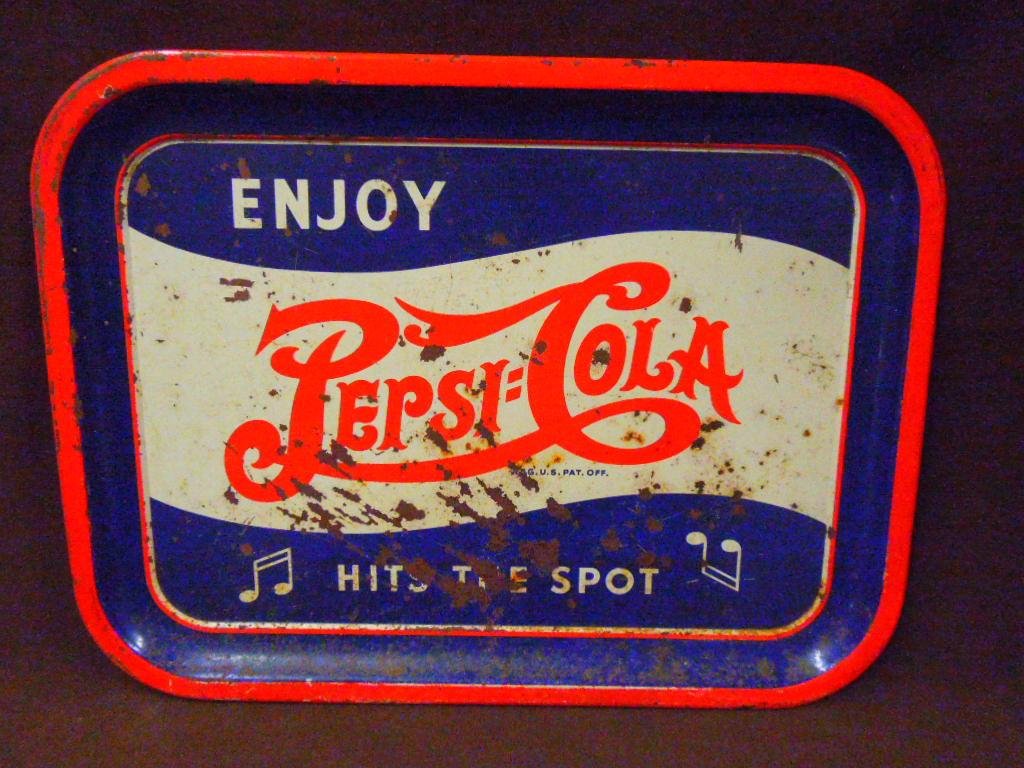 ENJOY
PEPSI=COLA
REG. U.S. PAT. OFF.
HITS THE SPOT